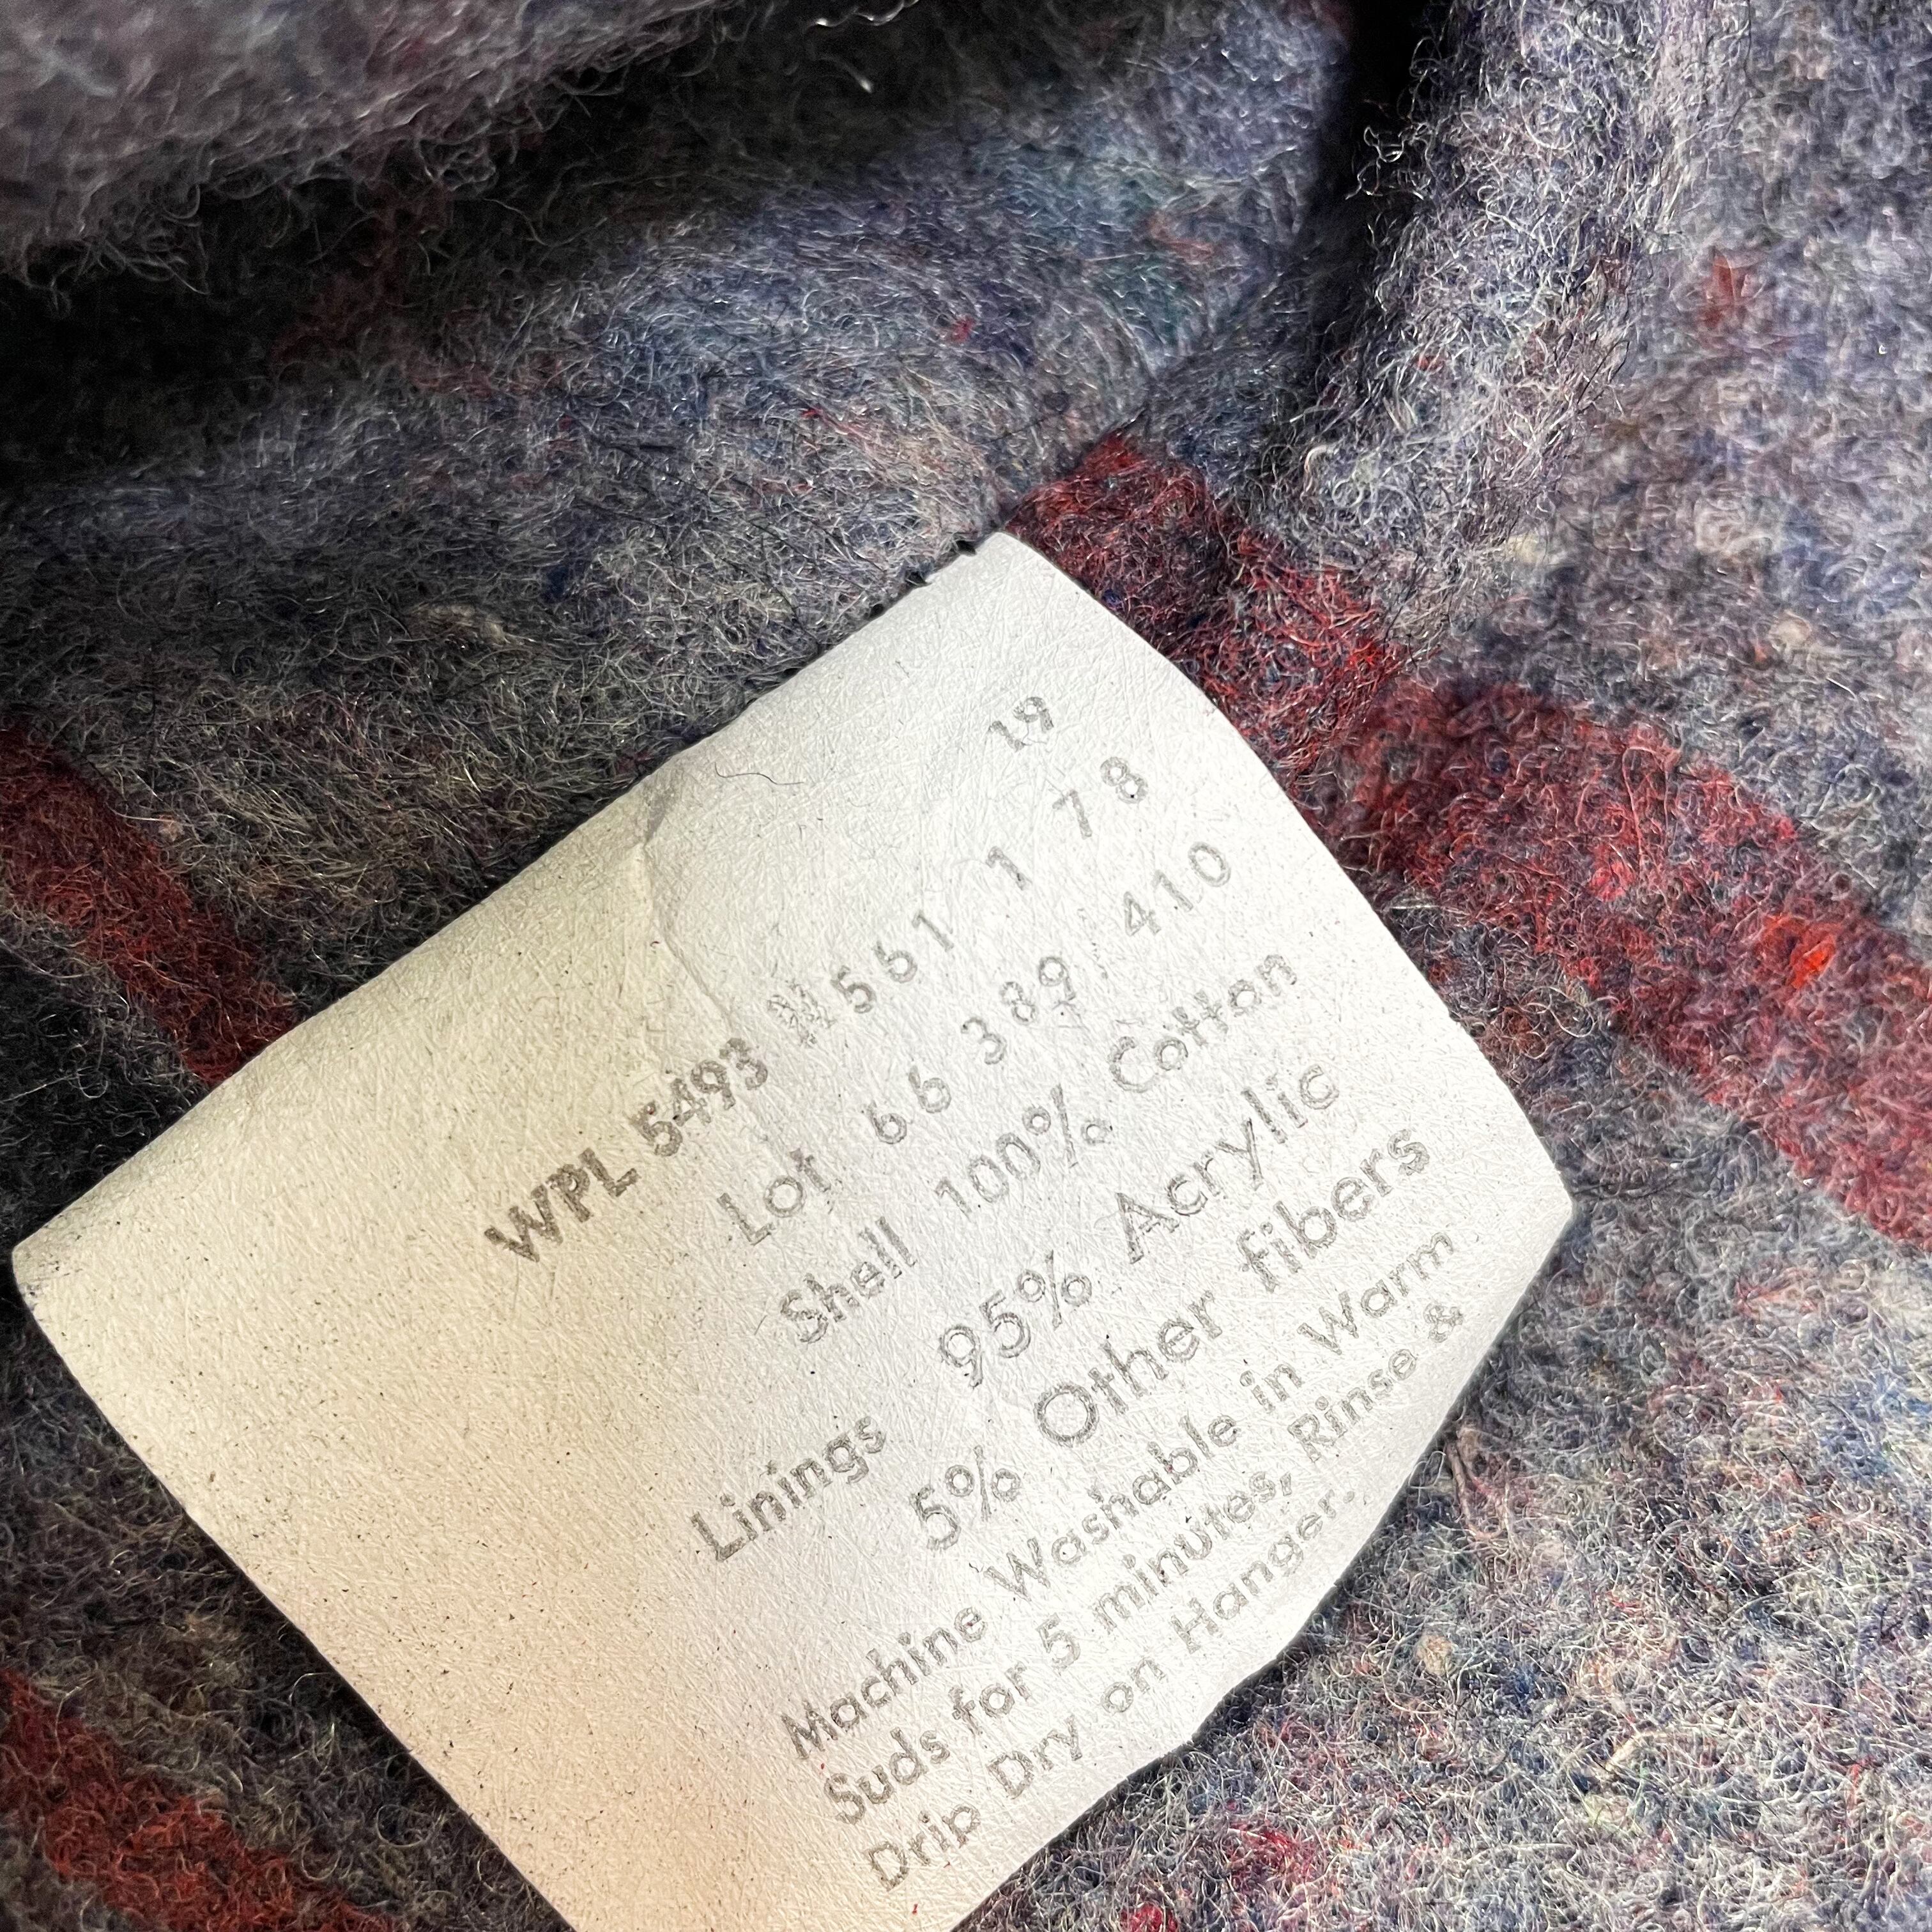 19
WPL 5493 W561 1 78
Lot 66 389 410
Shell 100% Cotton
95% Acrylic
Linings
5% Other fibers
Machine Washable in Warm
Suds for 5 minutes, Rinse &
Drip Dry on Hanger.